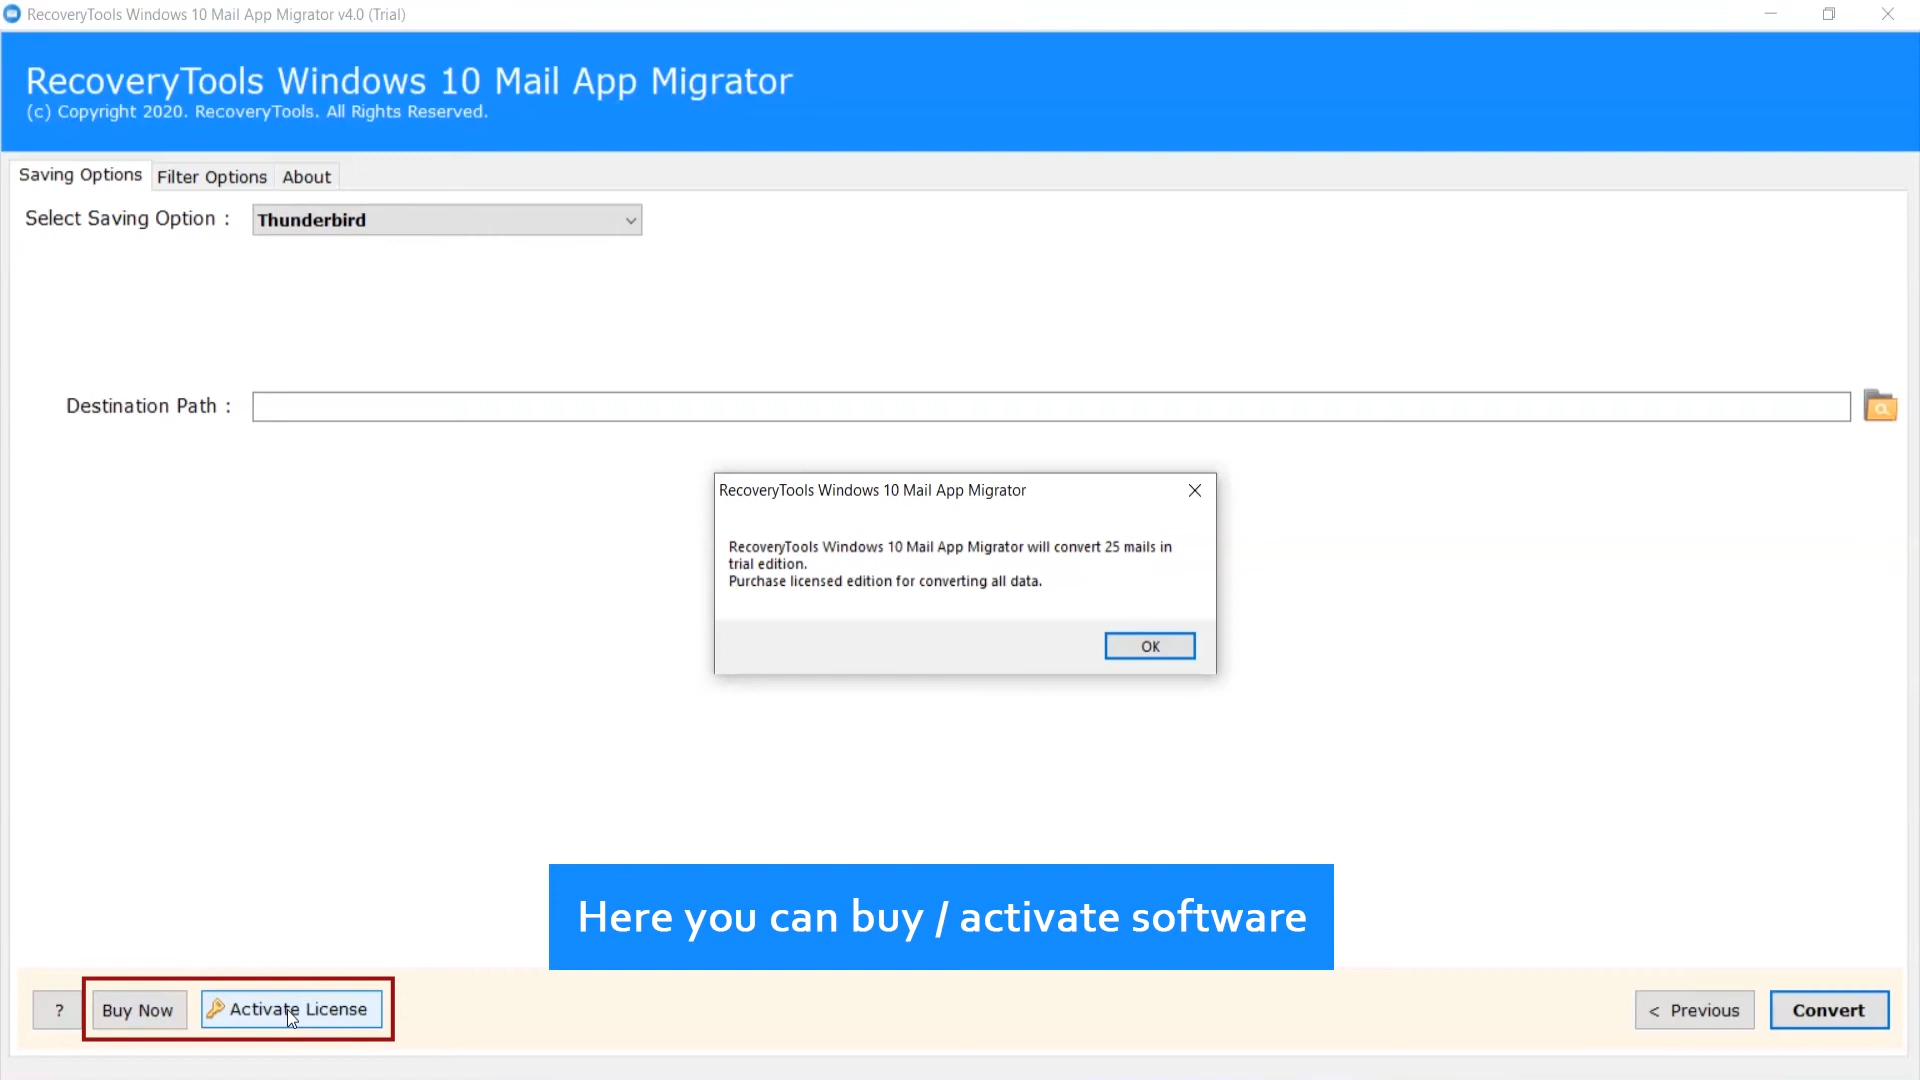 RecoveryTools Windows 10 Mail App Migrator v4.0 (Trial)
RecoveryTools Windows 10 Mail App Migrator
(c) Copyright 2020. RecoveryTools. All Rights Reserved.
Saving Options
Filter Options
About
Select Saving Option :
Thunderbird
Destination Path :
RecoveryTools Windows 10 Mail App Migrator
RecoveryTools Windows 10 Mail App Migrator will convert 25 mails in
trial edition.
Purchase licensed edition for converting all data.
OK
Here you can buy / activate software
?
Buy Now
Activate License
< Previous
Convert